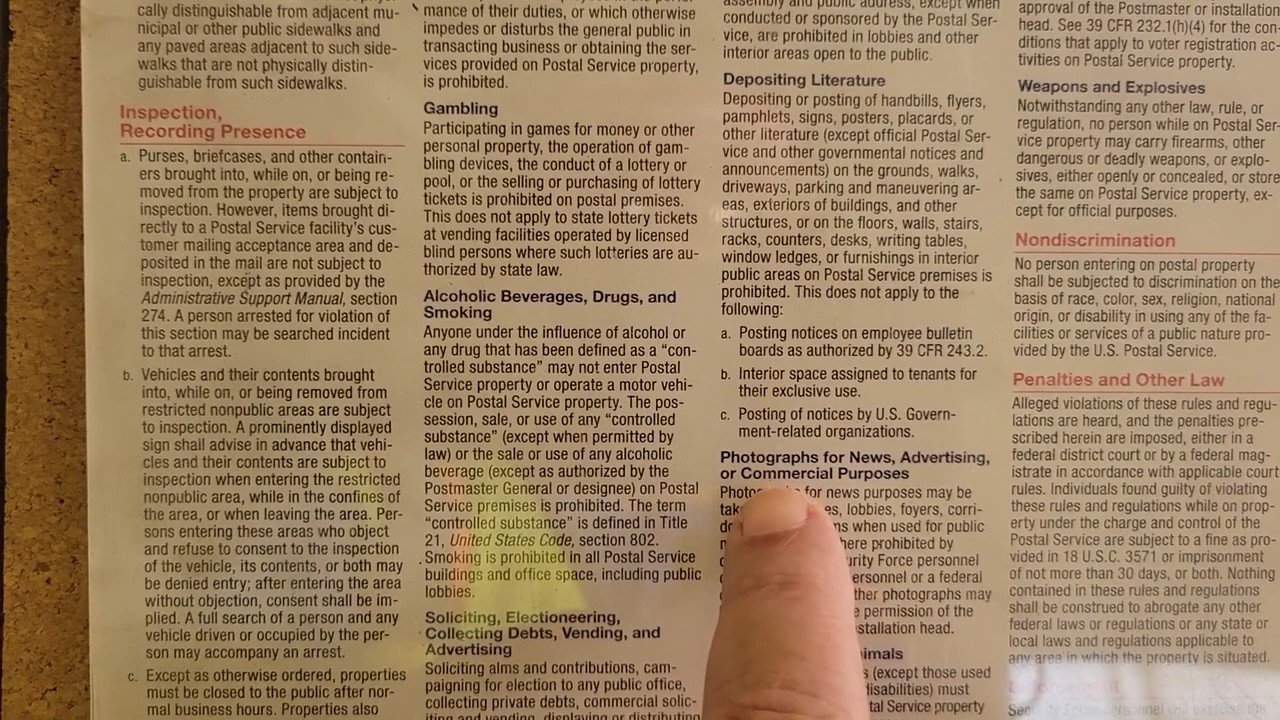 cally distinguishable from adjacent mu-
nicipal or other public sidewalks and
any paved areas adjacent to such side-
walks that are not physically distin-
guishable from such sidewalks.
Inspection,
Recording Presence
a. Purses, briefcases, and other contain-
ers brought into, while on, or being re-
moved from the property are subject to
inspection. However, items brought di-
rectly to a Postal Service facility's cus-
tomer mailing acceptance area and de-
posited in the mail are not subject to
inspection, except as provided by the
Administrative Support Manual, section
274. A person arrested for violation of
this section may be searched incident
to that arrest.
b. Vehicles and their contents brought
into, while on, or being removed from
restricted nonpublic areas are subject
to inspection. A prominently displayed
sign shall advise in advance that vehi-
cles and their contents are subject to
inspection when entering the restricted
nonpublic area, while in the confines of
the area, or when leaving the area. Per-
sons entering these areas who object
and refuse to consent to the inspection
of the vehicle, its contents, or both may
be denied entry; after entering the area
without objection, consent shall be im-
plied. A full search of a person and any
vehicle driven or occupied by the per-
son may accompany an arrest.
c. Except as otherwise ordered, properties
must be closed to the public after nor-
mal business hours. Properties also
mance of their duties, or which otherwise
impedes or disturbs the general public in
transacting business or obtaining the ser-
vices provided on Postal Service property,
is prohibited.
Gambling
Participating in games for money or other
personal property, the operation of gam-
bling devices, the conduct of a lottery or
pool, or the selling or purchasing of lottery
tickets is prohibited on postal premises.
This does not apply to state lottery tickets
at vending facilities operated by licensed
blind persons where such lotteries are au-
thorized by state law.
Alcoholic Beverages, Drugs, and
Smoking
Anyone under the influence of alcohol or
any drug that has been defined as a "con-
trolled substance" may not enter Postal
Service property or operate a motor vehi-
cle on Postal Service property. The pos-
session, sale, or use of any "controlled
substance" (except when permitted by
law) or the sale or use of any alcoholic
beverage (except as authorized by the
Postmaster General or designee) on Postal
Service premises is prohibited. The term
"controlled substance" is defined in Title
21, United States Code, section 802.
Smoking is prohibited in all Postal Service
buildings and office space, including public
lobbies.
Soliciting, Electioneering,
Collecting Debts, Vending, and
Advertising
Soliciting alms and contributions, cam-
paigning for election to any public office,
collecting private debts, commercial solic-
iting and vending, displaying or distributing
assembly and public address, except when
conducted or sponsored by the Postal Ser-
vice, are prohibited in lobbies and other
interior areas open to the public.
Depositing Literature
Depositing or posting of handbills, flyers,
pamphlets, signs, posters, placards, or
other literature (except official Postal Ser-
vice and other governmental notices and
announcements) on the grounds, walks,
driveways, parking and maneuvering ar-
eas, exteriors of buildings, and other
structures, or on the floors, walls, stairs,
racks, counters, desks, writing tables,
window ledges, or furnishings in interior
public areas on Postal Service premises is
prohibited. This does not apply to the
following:
a. Posting notices on employee bulletin
boards as authorized by 39 CFR 243.2.
b. Interior space assigned to tenants for
their exclusive use.
c. Posting of notices by U.S. Govern-
ment-related organizations.
Photographs for News, Advertising,
or Commercial Purposes
for news purposes may be
lobbies, foyers, corri-
when used for public
prohibited by
Force personnel
or a federal
photographs may
permission of the
head.
(except those used
must
Service property
approval of the Postmaster or installation
head. See 39 CFR 232.1(h)(4) for the con-
ditions that apply to voter registration ac-
tivities on Postal Service property.
Weapons and Explosives
Notwithstanding any other law, rule, or
regulation, no person while on Postal Ser-
vice property may carry firearms, other
dangerous or deadly weapons, or explo-
sives, either openly or concealed, or store
the same on Postal Service property, ex-
cept for official purposes.
Nondiscrimination
No person entering on postal property
shall be subjected to discrimination on the
basis of race, color, sex, religion, national
origin, or disability in using any of the fa-
cilities or services of a public nature pro-
vided by the U.S. Postal Service.
Penalties and Other Law
Alleged violations of these rules and regu-
lations are heard, and the penalties pre-
scribed herein are imposed, either in a
federal district court or by a federal mag-
istrate in accordance with applicable court
rules. Individuals found guilty of violating
these rules and regulations while on prop-
erty under the charge and control of the
Postal Service are subject to a fine as pro-
vided in 18 U.S.C. 3571 or imprisonment
of not more than 30 days, or both. Nothing
contained in these rules and regulations
shall be construed to abrogate any other
federal laws or regulations or any state or
local laws and regulations applicable to
any area in which the property is situated.